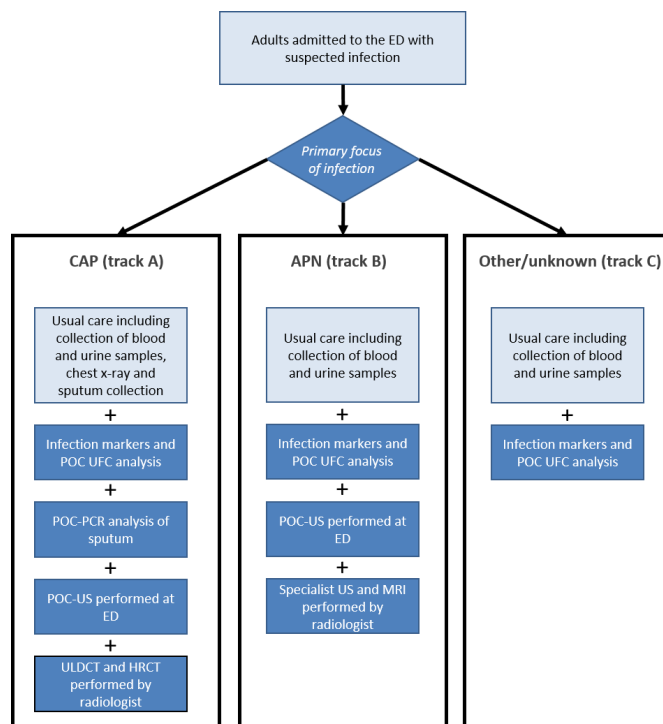 Adults admitted to the ED with
suspected infection
Primary focus
of infection
CAP (track A)
Usual care including
collection of blood
and urine samples,
chest x-ray and
sputum collection
+
Infection markers and
POC UFC analysis
+
POC-PCR analysis of
sputum
+
POC-US performed at
ED
+
ULDCT and HRCT
performed by
radiologist
APN (track B)
Usual care including
collection of blood
and urine samples
+
Infection markers and
POC UFC analysis
+
POC-US performed at
ED
+
Specialist US and MRI
performed by
radiologist
Other/unknown (track C)
Usual care including
collection of blood
and urine samples
+
Infection markers and
POC UFC analysis